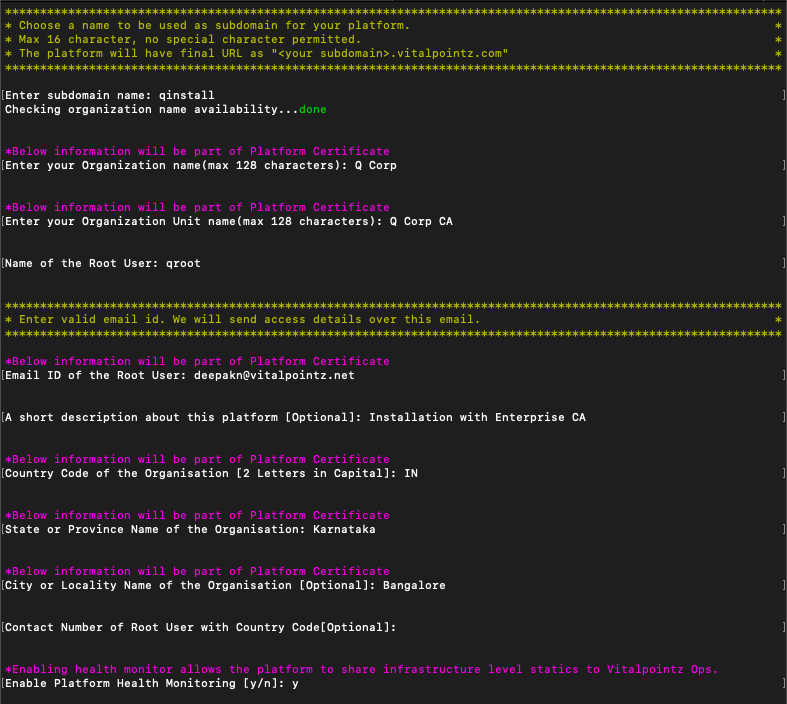 *******************************************************************************************************
* Choose a name to be used as subdomain for your platform. *
* Max 16 character, no special character permitted. *
* The platform will have final URL as "<your subdomain>.vitalpointz.com" *
*******************************************************************************************************
[Enter subdomain name: qinstall ]
Checking organization name availability...done
*Below information will be part of Platform Certificate
[Enter your Organization name(max 128 characters): Q Corp ]
*Below information will be part of Platform Certificate
[Enter your Organization Unit name(max 128 characters): Q Corp CA ]
[Name of the Root User: qroot ]
*******************************************************************************************************
* Enter valid email id. We will send access details over this email. *
*******************************************************************************************************
*Below information will be part of Platform Certificate
[Email ID of the Root User: deepakn@vitalpointz.net ]
[A short description about this platform [Optional]: Installation with Enterprise CA ]
*Below information will be part of Platform Certificate
[Country Code of the Organisation [2 Letters in Capital]: IN ]
*Below information will be part of Platform Certificate
[State or Province Name of the Organisation: Karnataka ]
*Below information will be part of Platform Certificate
[City or Locality Name of the Organisation [Optional]: Bangalore ]
[Contact Number of Root User with Country Code[Optional]: ]
*Enabling health monitor allows the platform to share infrastructure level statics to Vitalpointz Ops.
[Enable Platform Health Monitoring [y/n]: y ]